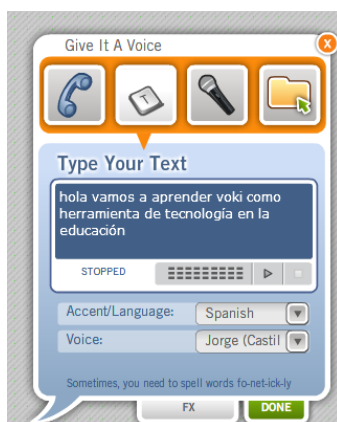 Give It A Voice
X
T
Type Your Text
hola vamos a aprender voki como
herramienta de tecnología en la
educación
STOPPED
Accent/Language: Spanish
Voice: Jorge (Castil
Sometimes, you need to spell words fo-net-ick-ly
FX DONE